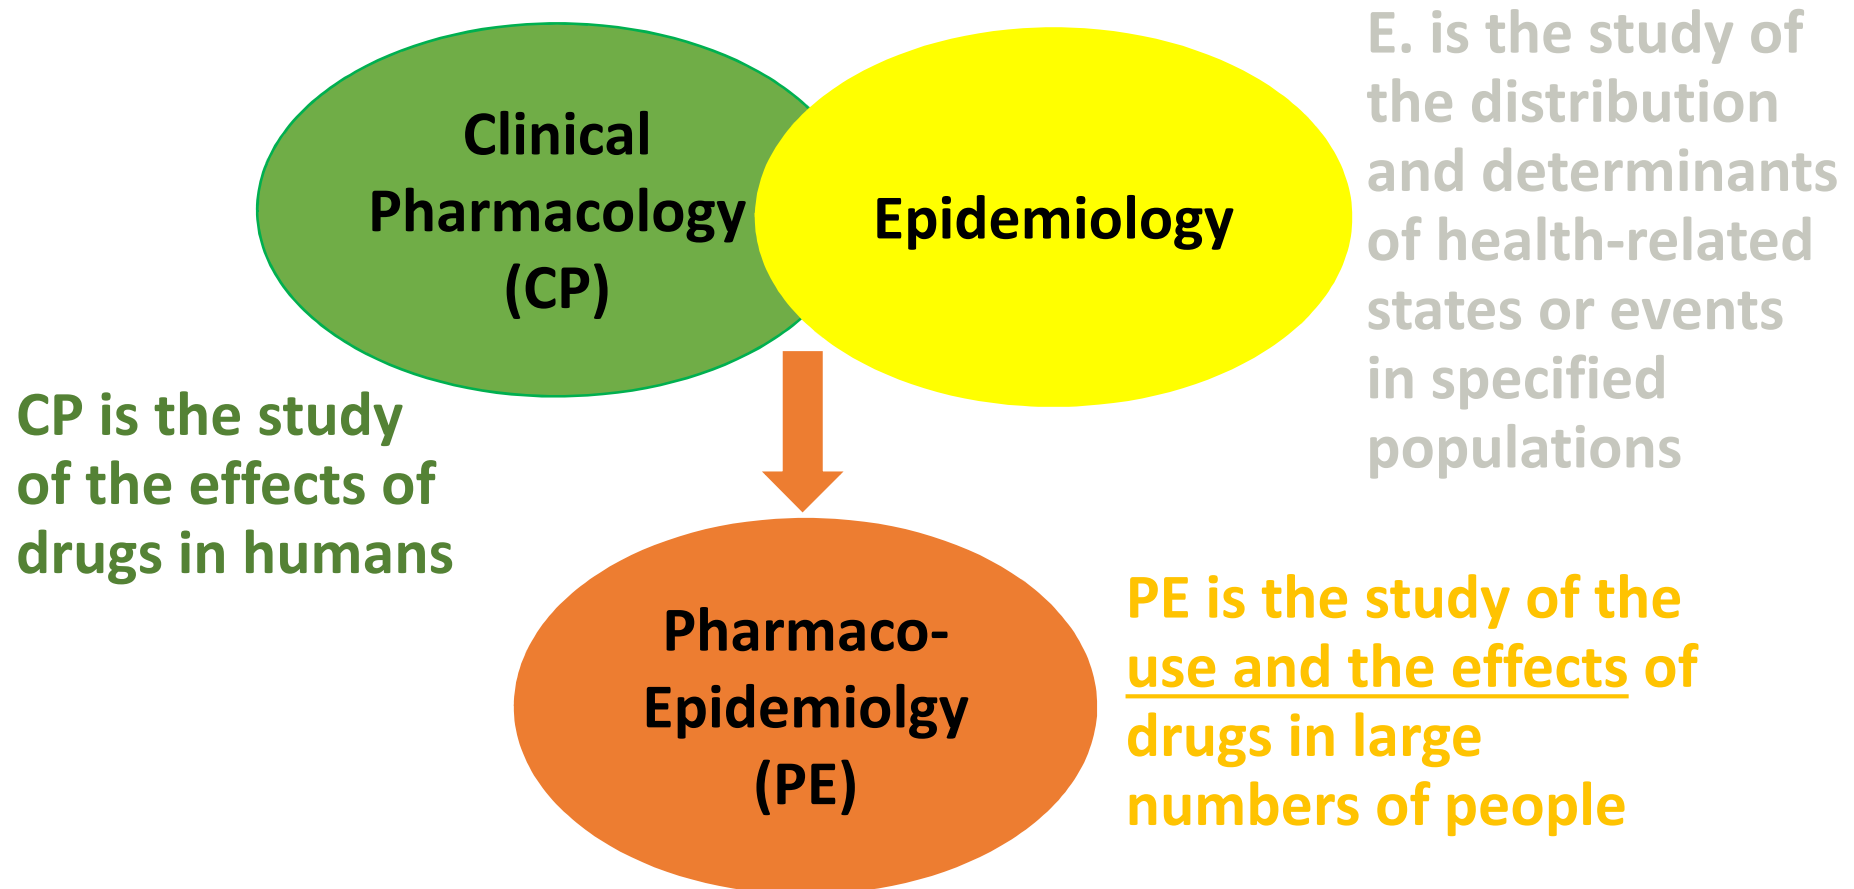 Clinical
Pharmacology
(CP)
Epidemiology
E. is the study of
the distribution
and determinants
of health-related
states or events
in specified
populations
CP is the study
of the effects of
drugs in humans
Pharmaco-
Epidemiolgy
(PE)
PE is the study of the
use and the effects of
drugs in large
numbers of people